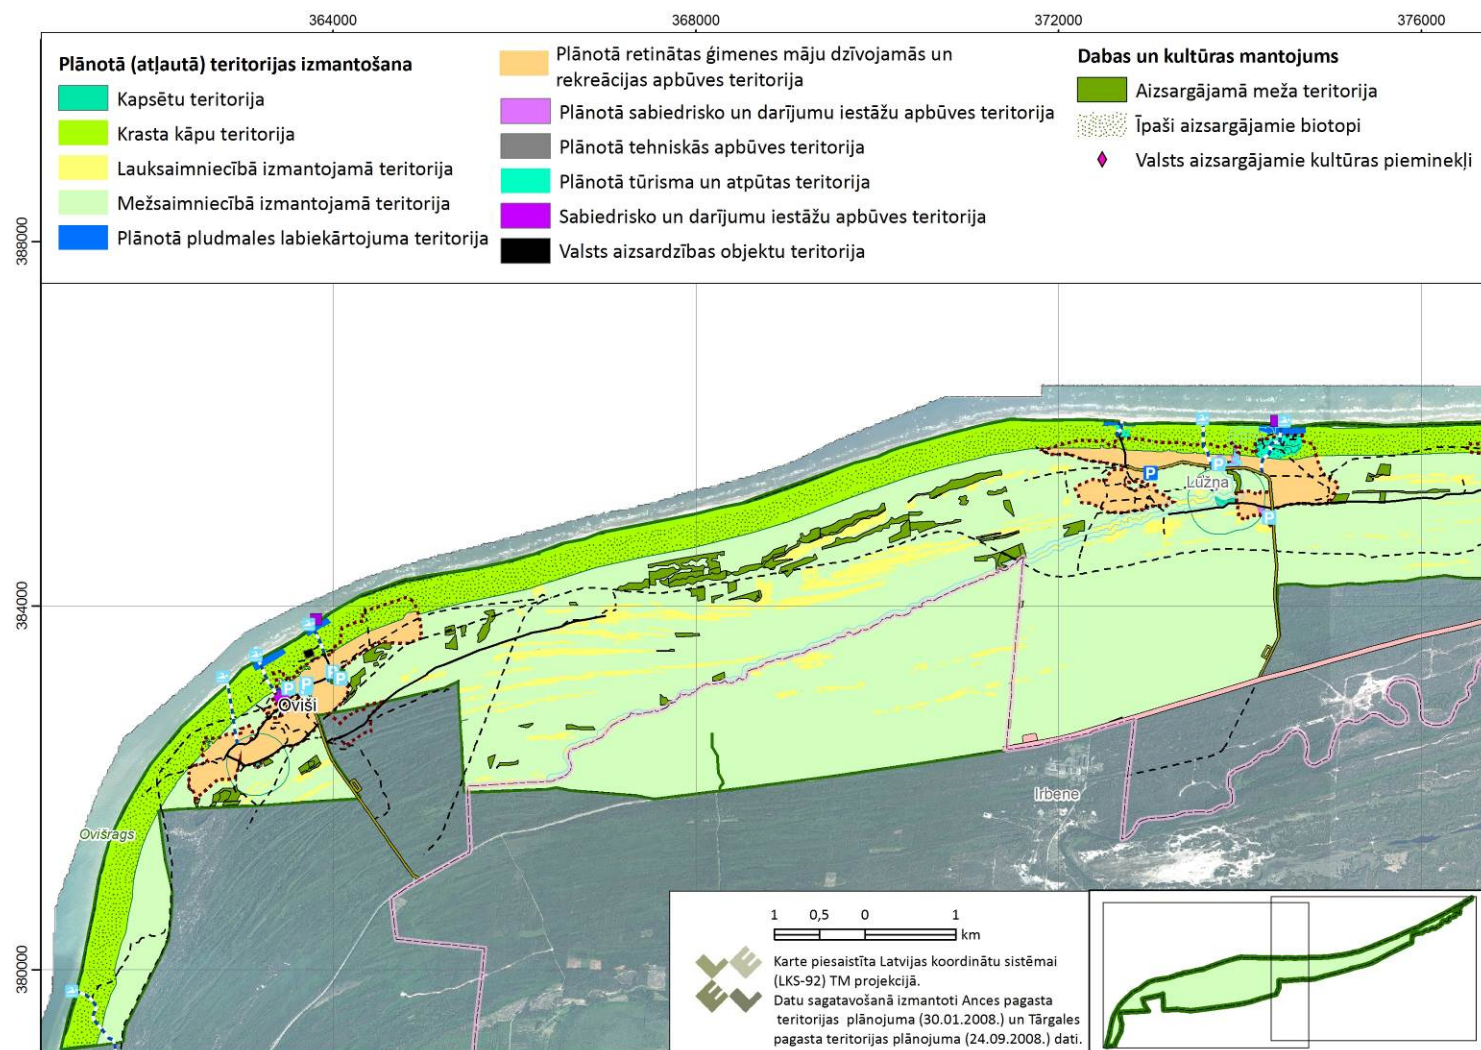 364000
368000
372000
376000
Plānotā (atļautā) teritorijas izmantošana
Kapsētu teritorija
Krasta kāpu teritorija
Lauksaimniecībā izmantojamā teritorija
Mežsaimniecībā izmantojamā teritorija
Plānotā pludmales labiekārtojuma teritorija
Plānotā retinātas ģimenes māju dzīvojamās un
rekreācijas apbūves teritorija
Plānotā sabiedrisko un darījumu iestāžu apbūves teritorija
Plānotā tehniskās apbūves teritorija
Plānotā tūrisma un atpūtas teritorija
Sabiedrisko un darījumu iestāžu apbūves teritorija
Valsts aizsardzības objektu teritorija
Dabas un kultūras mantojums
Aizsargājamā meža teritorija
Īpaši aizsargājamie biotopi
Valsts aizsargājamie kultūras pieminekļi
388000
384000
380000
P
P
Lūžņa
P
P
P
P
P
Oviši
Ovišrags
Irbene
1 0,5 0 1
km
Karte piesaistīta Latvijas koordinātu sistēmai
(LKS-92) TM projekcijā.
Datu sagatavošanā izmantoti Ances pagasta
teritorijas plānojuma (30.01.2008.) un Tārgales
pagasta teritorijas plānojuma (24.09.2008.) dati.